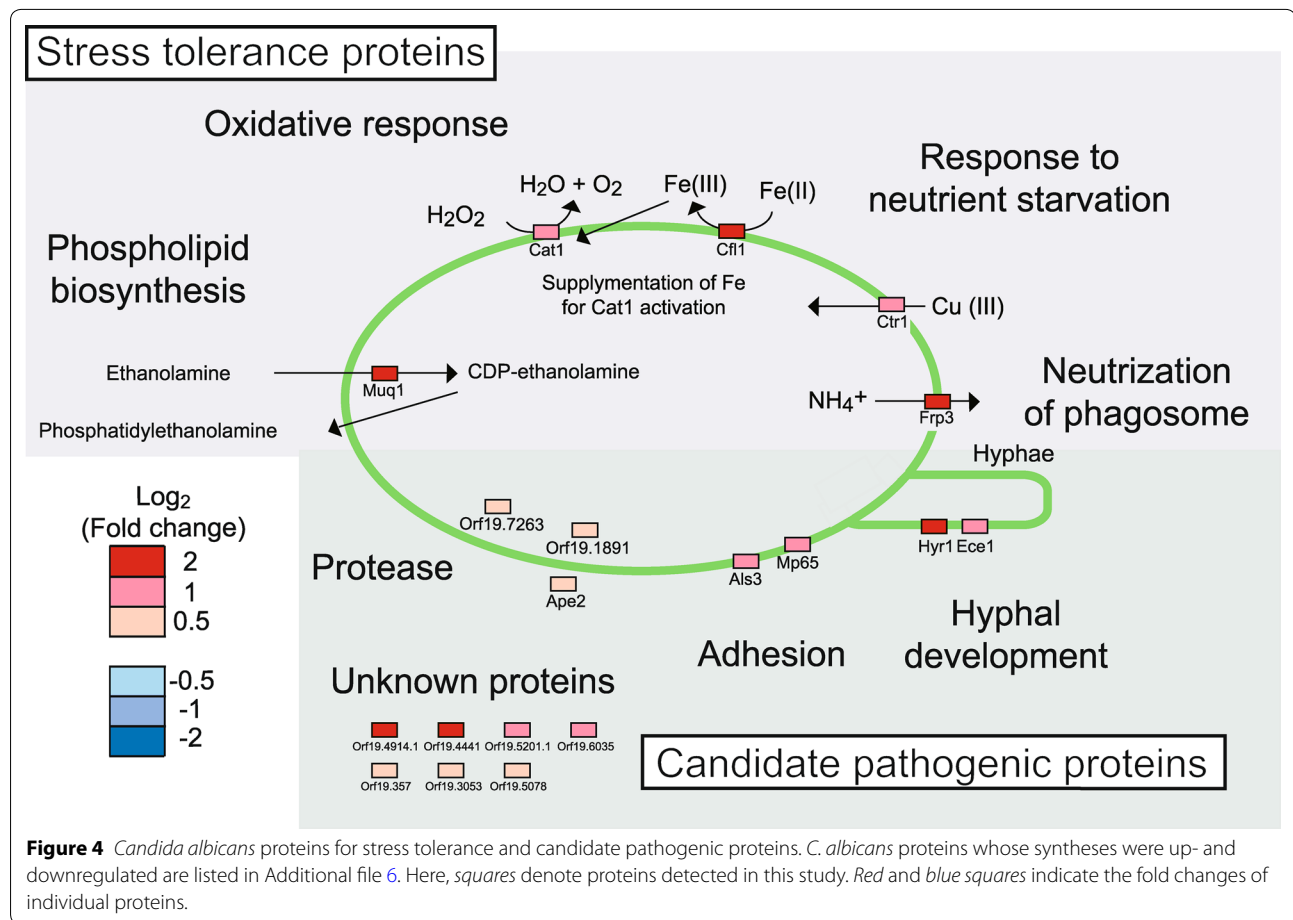 Stress tolerance proteins
Oxidative response
Response to
neutrient starvation
H2O + O2
Fe(III)
Fe(II)
H2O2
Cat1
Cfl1
Phospholipid
biosynthesis
Supplymentation of Fe
for Cat1 activation
Cu (III)
Ctr1
Ethanolamine
Muq1
CDP-ethanolamine
Phosphatidylethanolamine
NH4+
Frp3
Neutrization
of phagosome
Hyphae
Log2
(Fold change)
2
1
0.5
-0.5
-1
-2
Orf19.7263
Orf19.1891
Protease
Ape2
Als3
Mp65
Hyr1 Ece1
Adhesion
Hyphal
development
Unknown proteins
Orf19.4914.1 Orf19.4441 Orf19.5201.1 Orf19.6035
Orf19.357 Orf19.3053 Orf19.5078
Candidate pathogenic proteins
Figure 4 Candida albicans proteins for stress tolerance and candidate pathogenic proteins. C. albicans proteins whose syntheses were up- and
downregulated are listed in Additional file 6. Here, squares denote proteins detected in this study. Red and blue squares indicate the fold changes of
individual proteins.